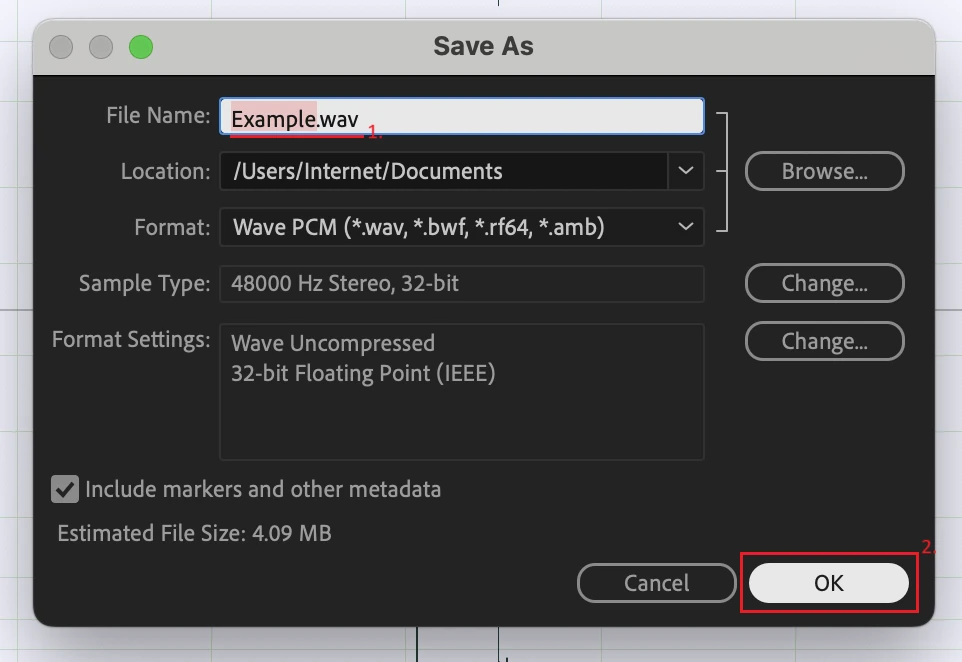 Save As
File Name: Example.wav
1.
Location: /Users/Internet/Documents
Browse...
Format: Wave PCM (*.wav, *.bwf, *.rf64, *.amb)
Sample Type: 48000 Hz Stereo, 32-bit
Change...
Format Settings: Wave Uncompressed
32-bit Floating Point (IEEE)
Change...
Include markers and other metadata
Estimated File Size: 4.09 MB
2.
Cancel
OK